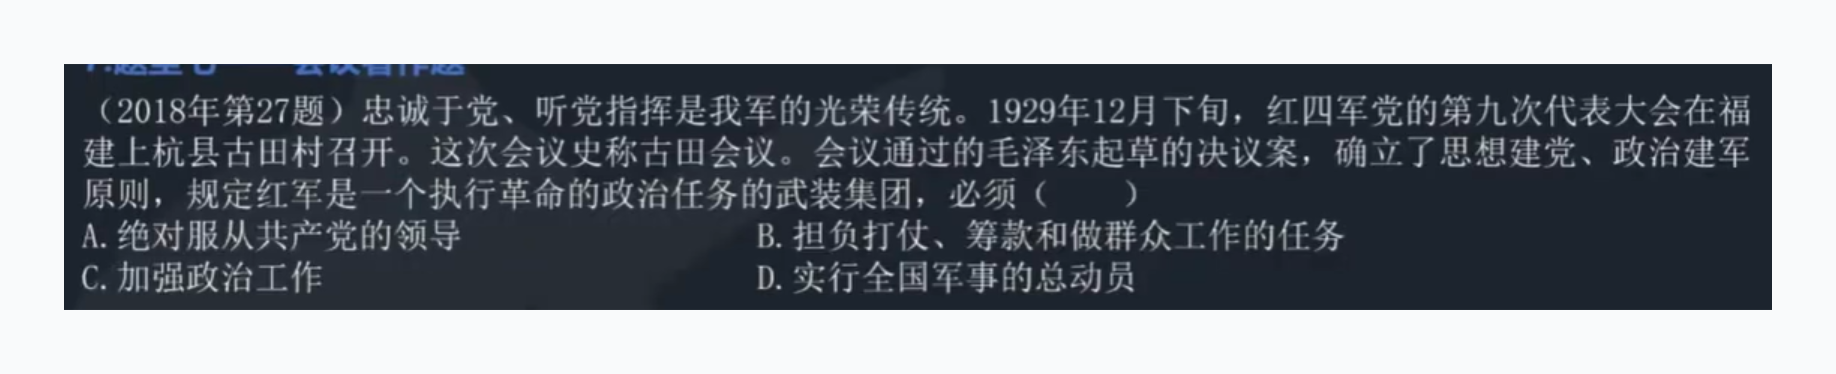 （2018年第27题）忠诚于党、听党指挥是我军的光荣传统。1929年12月下旬，红四军党的第九次代表大会在福
建上杭县古田村召开。这次会议史称古田会议。会议通过的毛泽东起草的决议案，确立了思想建党、政治建军
原则，规定红军是一个执行革命的政治任务的武装集团，必须（　　）
A.绝对服从共产党的领导　　B.担负打仗、筹款和做群众工作的任务
C.加强政治工作　　D.实行全国军事的总动员